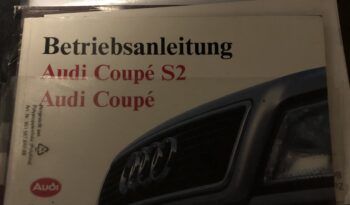 Betriebsanleitung
Audi Coupé S2
Audi Coupé
Audi